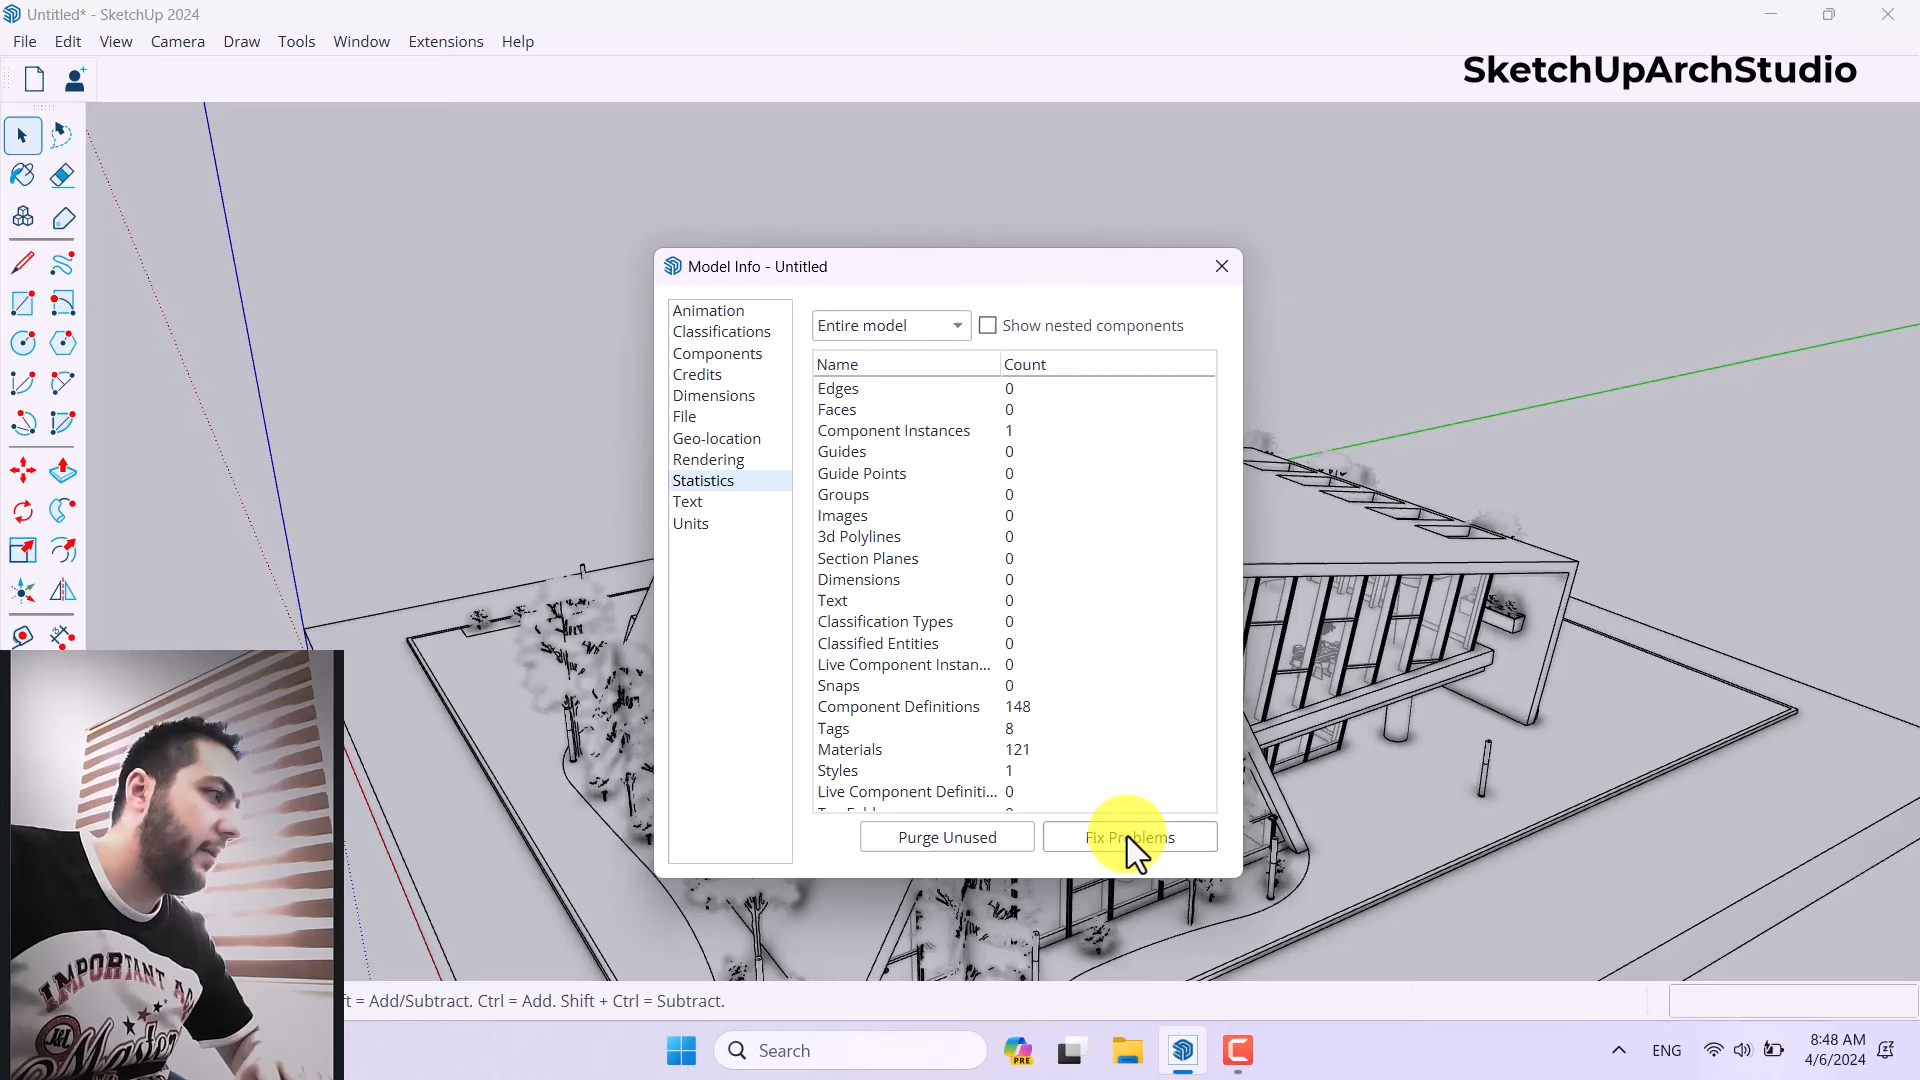 Untitled* - SketchUp 2024
File Edit View Camera Draw Tools Window Extensions Help
SketchUpArchStudio
Model Info - Untitled
Animation
Classifications
Components
Credits
Dimensions
File
Geo-location
Rendering
Statistics
Text
Units
Entire model Show nested components
Name Count
Edges 0
Faces 0
Component Instances 1
Guides 0
Guide Points 0
Groups 0
Images 0
3d Polylines 0
Section Planes 0
Dimensions 0
Text 0
Classification Types 0
Classified Entities 0
Live Component Instan... 0
Snaps 0
Component Definitions 148
Tags 8
Materials 121
Styles 1
Live Component Definiti... 0
Purge Unused Fix Problems
IMPORTANT
= Add/Subtract. Ctrl = Add. Shift + Ctrl = Subtract.
Search
PRE
ENG
8:48 AM
4/6/2024